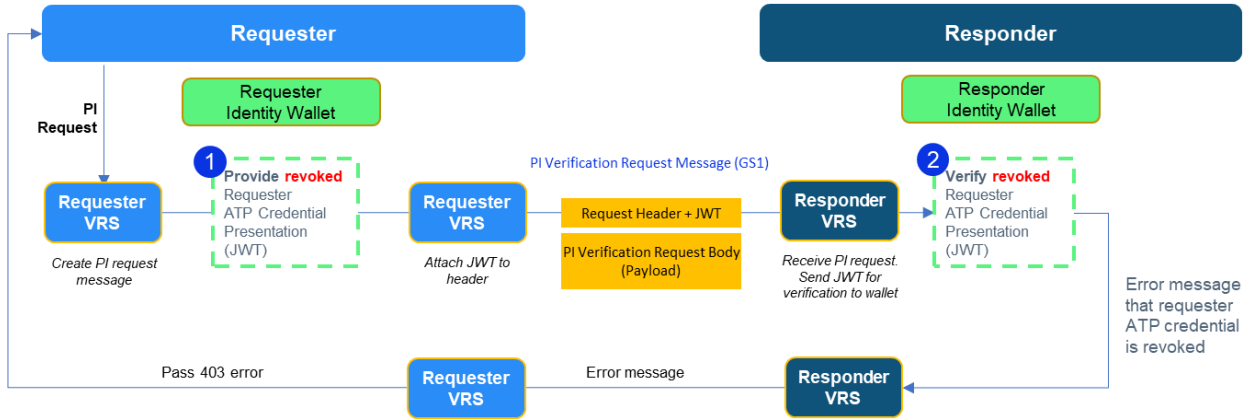 Requester
Responder
Requester
Identity Wallet
Responder
Identity Wallet
PI
Request
1
Provide revoked
Requester
ATP Credential
Presentation
(JWT)
PI Verification Request Message (GS1)
2
Verify revoked
Requester
ATP Credential
Presentation
(JWT)
Requester
VRS
Requester
VRS
Request Header + JWT
PI Verification Request Body
(Payload)
Responder
VRS
Create PI request
message
Attach JWT to
header
Receive PI request.
Send JWT for
verification to wallet
Error message
that requester
ATP credential
is revoked
Pass 403 error
Requester
VRS
Error message
Responder
VRS